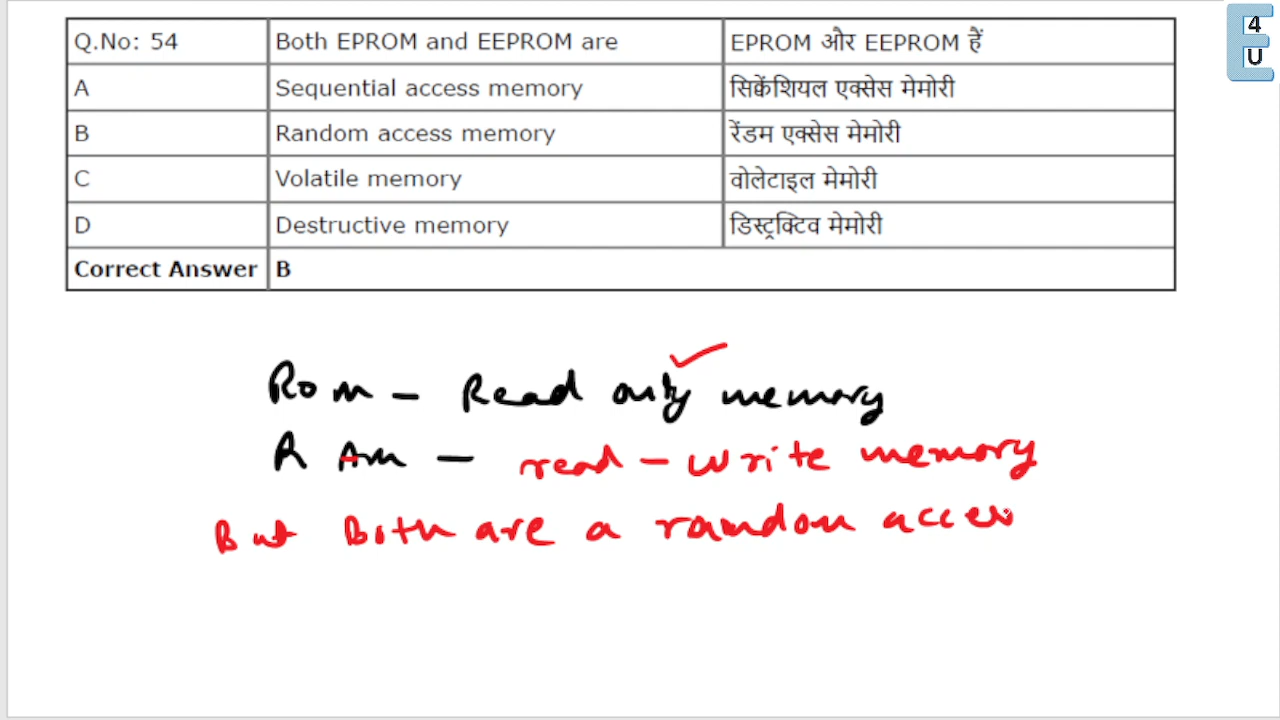 4
U
Q.No: 54 Both EPROM and EEPROM are EPROM और EEPROM हैं
A Sequential access memory सिक्वेंशियल एक्सेस मेमोरी
B Random access memory रेंडम एक्सेस मेमोरी
C Volatile memory वोलेटाइल मेमोरी
D Destructive memory डिस्ट्रक्टिव मेमोरी
Correct Answer B
ROM - Read only memory
RAM - read - write memory
But Both are a random acces